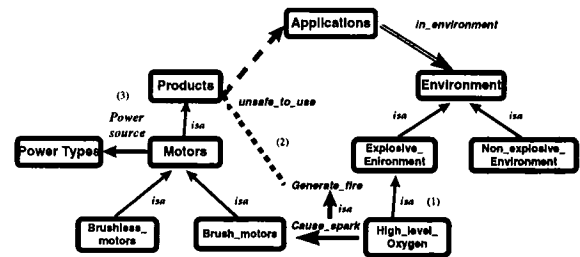 Applications
in_environment
Products
Environment
(3)
unsafe_to_use
Power
source
isa
isa
isa
(2)
Power Types
Motors
Explosive_
Enironment
Non_explosive_
Environment
Generate_fire
isa
isa
isa
isa
(1)
Brushless_
motors
Brush_motors
Cause_spark
High_level_
Oxygen